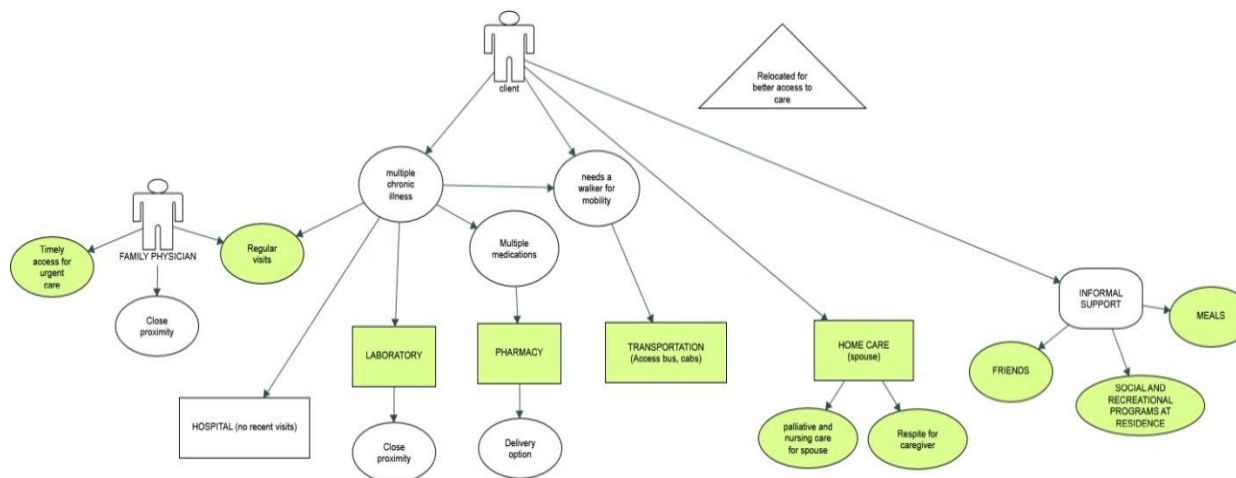 client
Relocated for
better access to
care
multiple
chronic
illness
needs a
walker for
mobility
FAMILY PHYSICIAN
Timely
access for
urgent
care
Regular
visits
Multiple
medications
Close
proximity
INFORMAL
SUPPORT
MEALS
LABORATORY
PHARMACY
TRANSPORTATION
(Access bus, cabs)
HOME CARE
(spouse)
FRIENDS
SOCIAL AND
RECREATIONAL
PROGRAMS AT
RESIDENCE
HOSPITAL (no recent visits)
Close
proximity
Delivery
option
palliative and
nursing care
for spouse
Respite for
caregiver